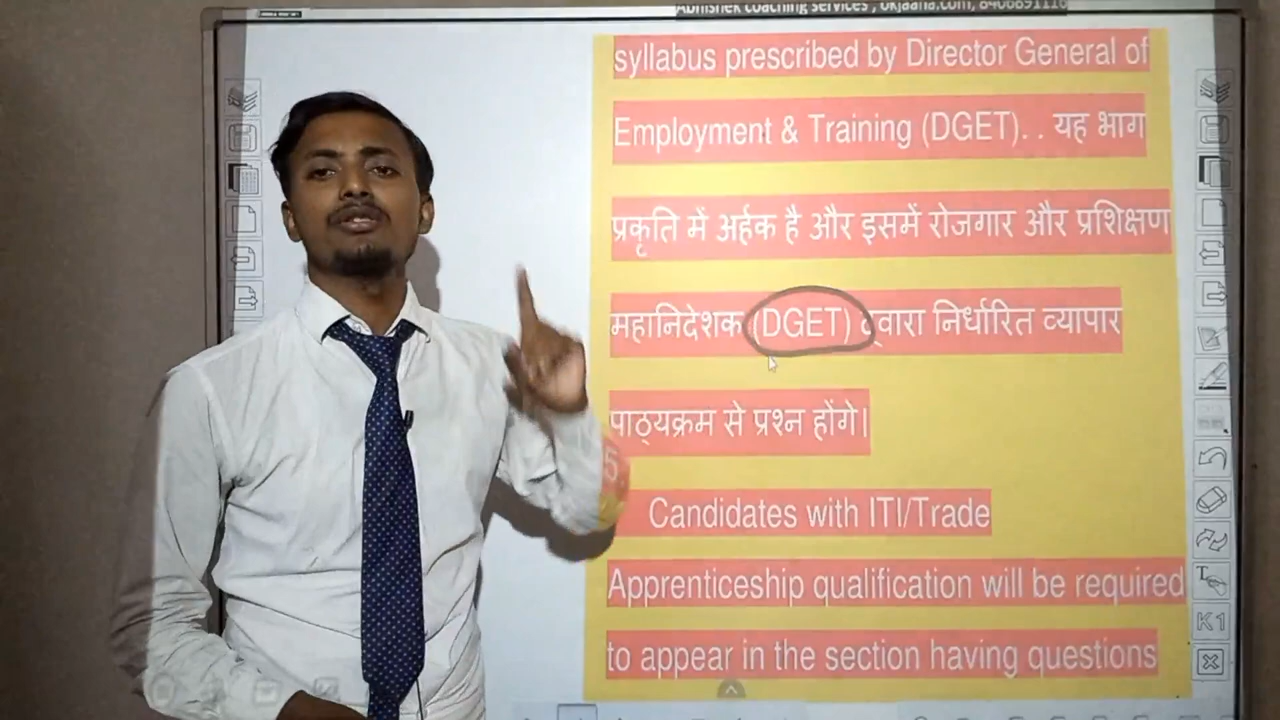 Abhishek coaching services , okjaana.com, 8406891116
syllabus prescribed by Director General of
Employment & Training (DGET). . यह भाग
प्रकृति में अर्हक है और इसमें रोजगार और प्रशिक्षण
महानिदेशक (DGET) द्वारा निर्धारित व्यापार
पाठ्यक्रम से प्रश्न होंगे।
5
Candidates with ITI/Trade
Apprenticeship qualification will be required
to appear in the section having questions
T
K1